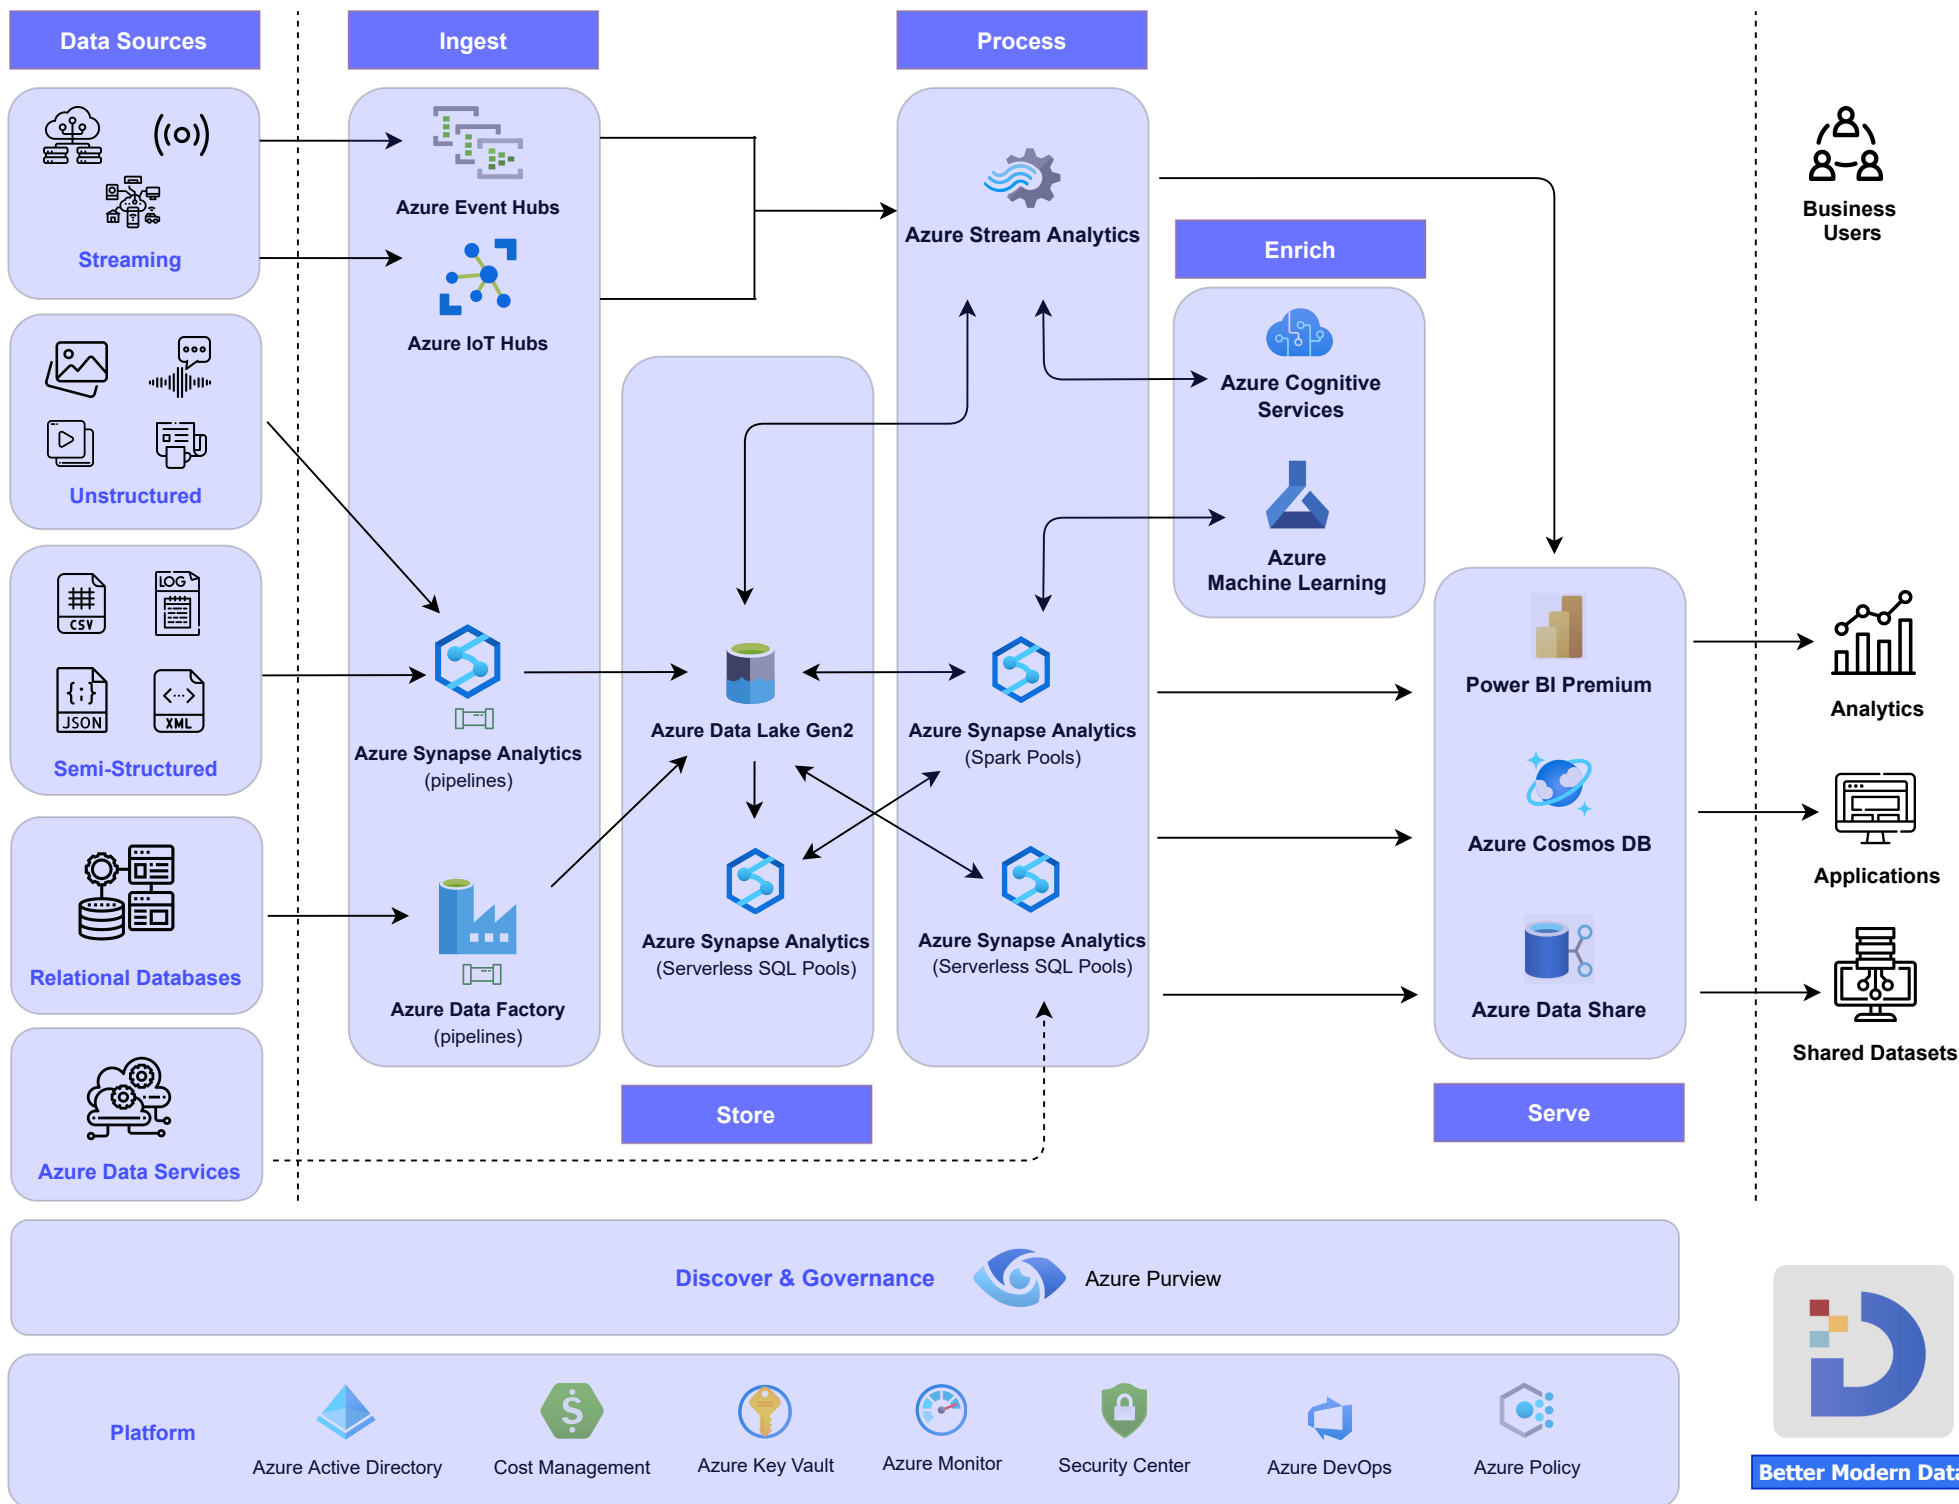 Data Sources
Ingest
Process
Streaming
Azure Event Hubs
Azure IoT Hubs
Azure Stream Analytics
Enrich
Business
Users
Unstructured
Azure Cognitive
Services
Azure
Machine Learning
CSV
LOG
JSON
XML
Semi-Structured
Azure Synapse Analytics
(pipelines)
Azure Data Lake Gen2
Azure Synapse Analytics
(Spark Pools)
Power BI Premium
Analytics
Relational Databases
Azure Data Factory
(pipelines)
Azure Synapse Analytics
(Serverless SQL Pools)
Azure Synapse Analytics
(Serverless SQL Pools)
Azure Cosmos DB
Applications
Azure Data Share
Shared Datasets
Azure Data Services
Store
Serve
Discover & Governance
Azure Purview
Platform
Azure Active Directory
Cost Management
Azure Key Vault
Azure Monitor
Security Center
Azure DevOps
Azure Policy
Better Modern Data